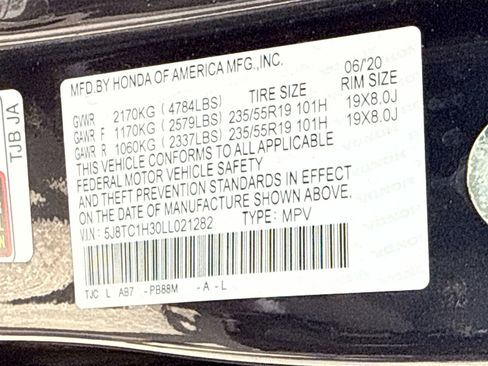 MFD.BY HONDA OF AMERICA MFG.,INC. 06/'20
TIRE SIZE RIM SIZE
GVWR 2170KG ( 4784LBS)
GAWR F 1170KG ( 2579LBS) 235/55R19 101H 19X8.0J
GAWR R 1060KG ( 2337LBS) 235/55R19 101H 19X8.0J
THIS VEHICLE CONFORMS TO ALL APPLICABLE
FEDERAL MOTOR VEHICLE SAFETY
AND THEFT PREVENTION STANDARDS IN EFFECT
ON THE DATE OF MANUFACTURE SHOWN ABOVE.
V.I.N: 5J8TC1H30LL021282 TYPE: MPV
TJC L AB7 -PB88M -A-L
TJB JA